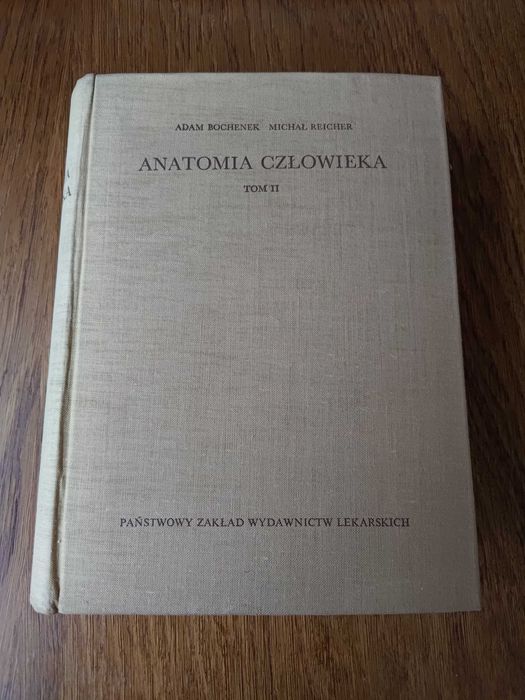 ADAM BOCHENEK MICHAŁ REICHER
ANATOMIA CZŁOWIEKA
TOM II
PAŃSTWOWY ZAKŁAD WYDAWNICTW LEKARSKICH